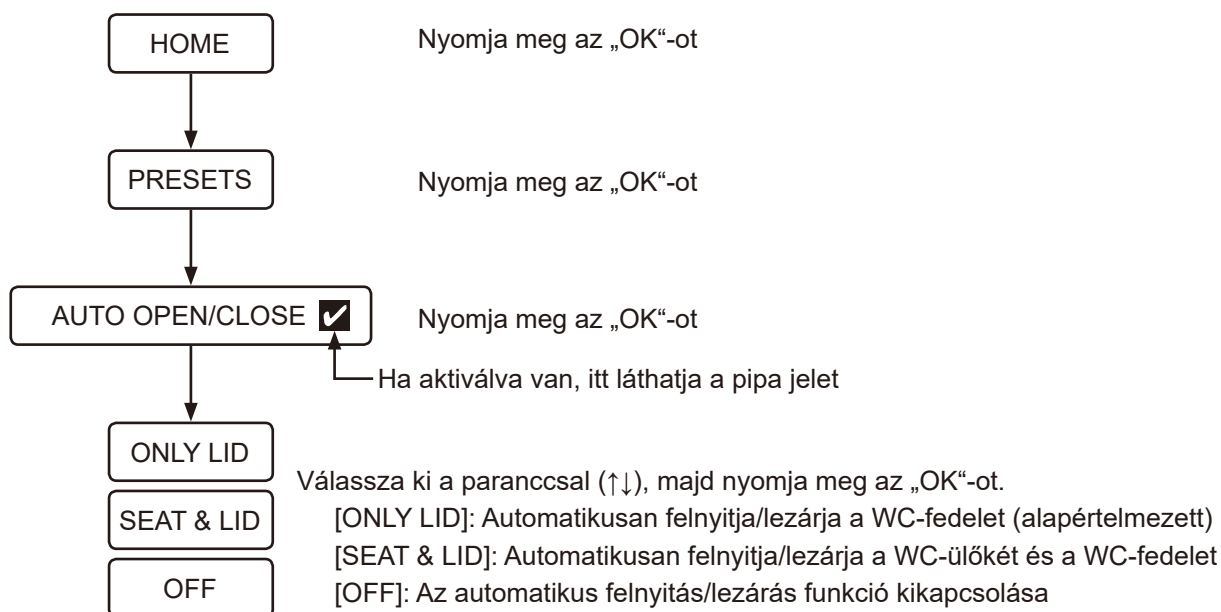 HOME
Nyomja meg az „OK“-ot
PRESETS
Nyomja meg az „OK“-ot
AUTO OPEN/CLOSE ✔
Nyomja meg az „OK“-ot
Ha aktiválva van, itt láthatja a pipa jelet
ONLY LID
SEAT & LID
OFF
Válassza ki a paranccsal (↑↓), majd nyomja meg az „OK“-ot.
[ONLY LID]: Automatikusan felnyitja/lezárja a WC-fedelet (alapértelmezett)
[SEAT & LID]: Automatikusan felnyitja/lezárja a WC-ülőkét és a WC-fedelet
[OFF]: Az automatikus felnyitás/lezárás funkció kikapcsolása